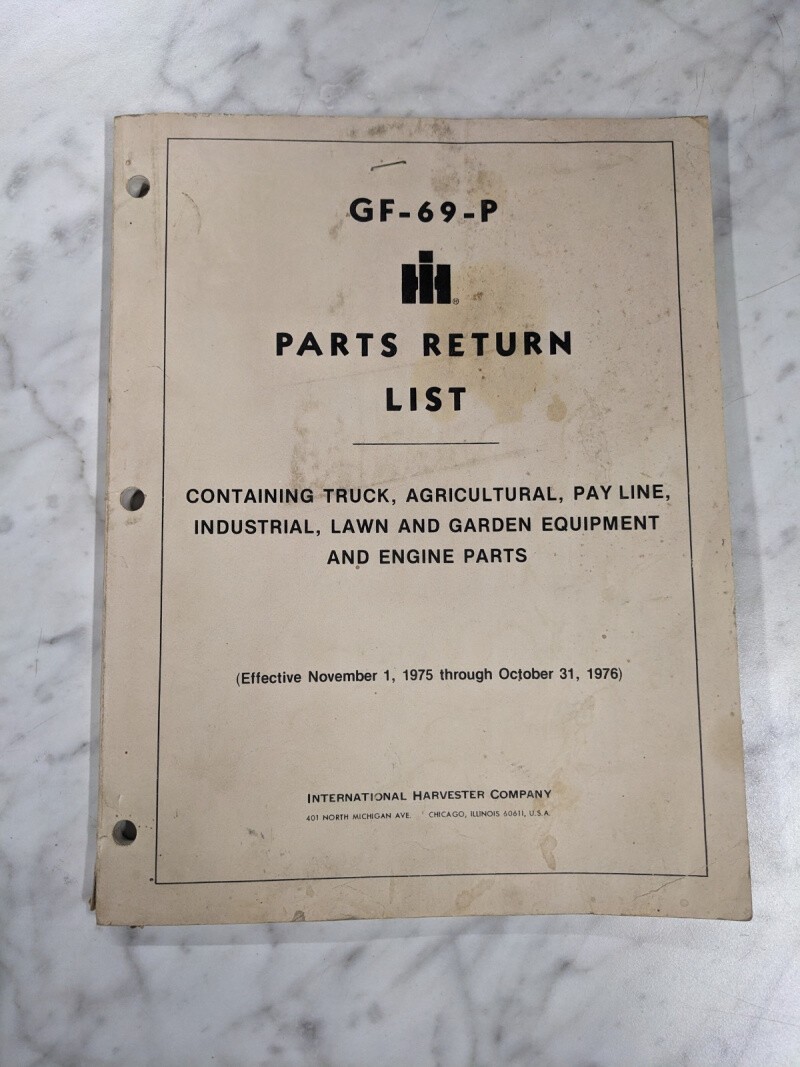 GF-69-P
IH®
PARTS RETURN
LIST
CONTAINING TRUCK, AGRICULTURAL, PAY LINE,
INDUSTRIAL, LAWN AND GARDEN EQUIPMENT
AND ENGINE PARTS
(Effective November 1, 1975 through October 31, 1976)
INTERNATIONAL HARVESTER COMPANY
401 NORTH MICHIGAN AVE. CHICAGO, ILLINOIS 60611, U.S.A.